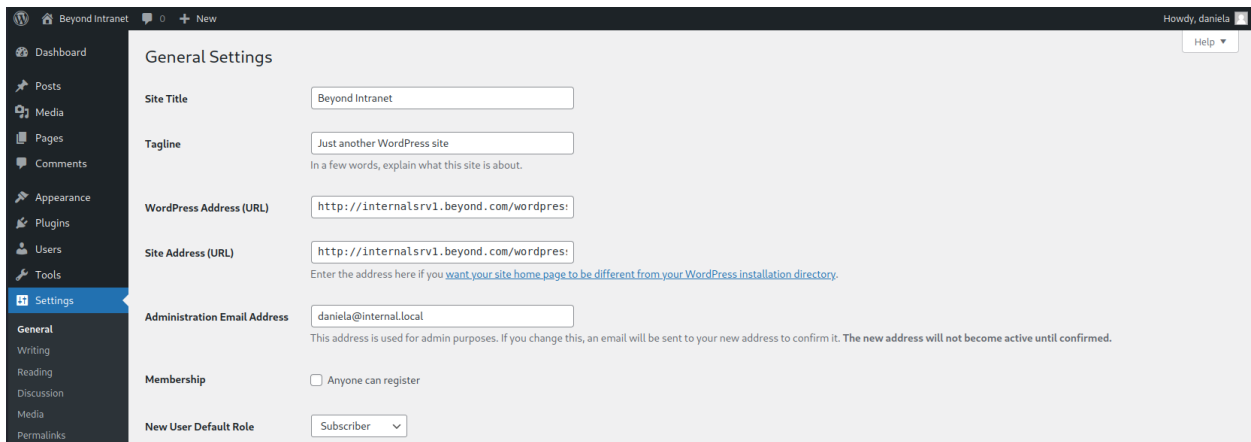 Beyond Intranet 0 New Howdy, daniela
Help ▼
Dashboard
Posts
Media
Pages
Comments
Appearance
Plugins
Users
Tools
Settings
General
Writing
Reading
Discussion
Media
Permalinks
General Settings
Site Title Beyond Intranet
Tagline Just another WordPress site
In a few words, explain what this site is about.
WordPress Address (URL) http://internalsrv1.beyond.com/wordpres
Site Address (URL) http://internalsrv1.beyond.com/wordpres
Enter the address here if you want your site home page to be different from your WordPress installation directory.
Administration Email Address daniela@internal.local
This address is used for admin purposes. If you change this, an email will be sent to your new address to confirm it. The new address will not become active until confirmed.
Membership Anyone can register
New User Default Role Subscriber